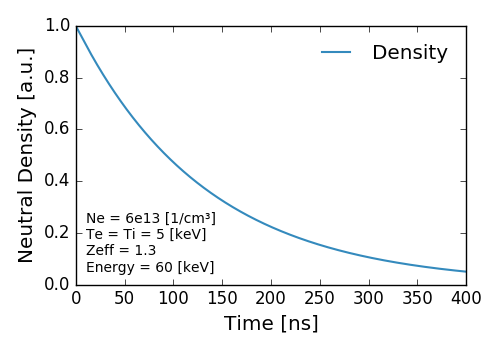 1.0
0.8
0.6
0.4
0.2
0.0
Neutral Density [a.u.]
Density
Ne = 6e13 [1/cm³]
Te = Ti = 5 [keV]
Zeff = 1.3
Energy = 60 [keV]
0 50 100 150 200 250 300 350 400
Time [ns]